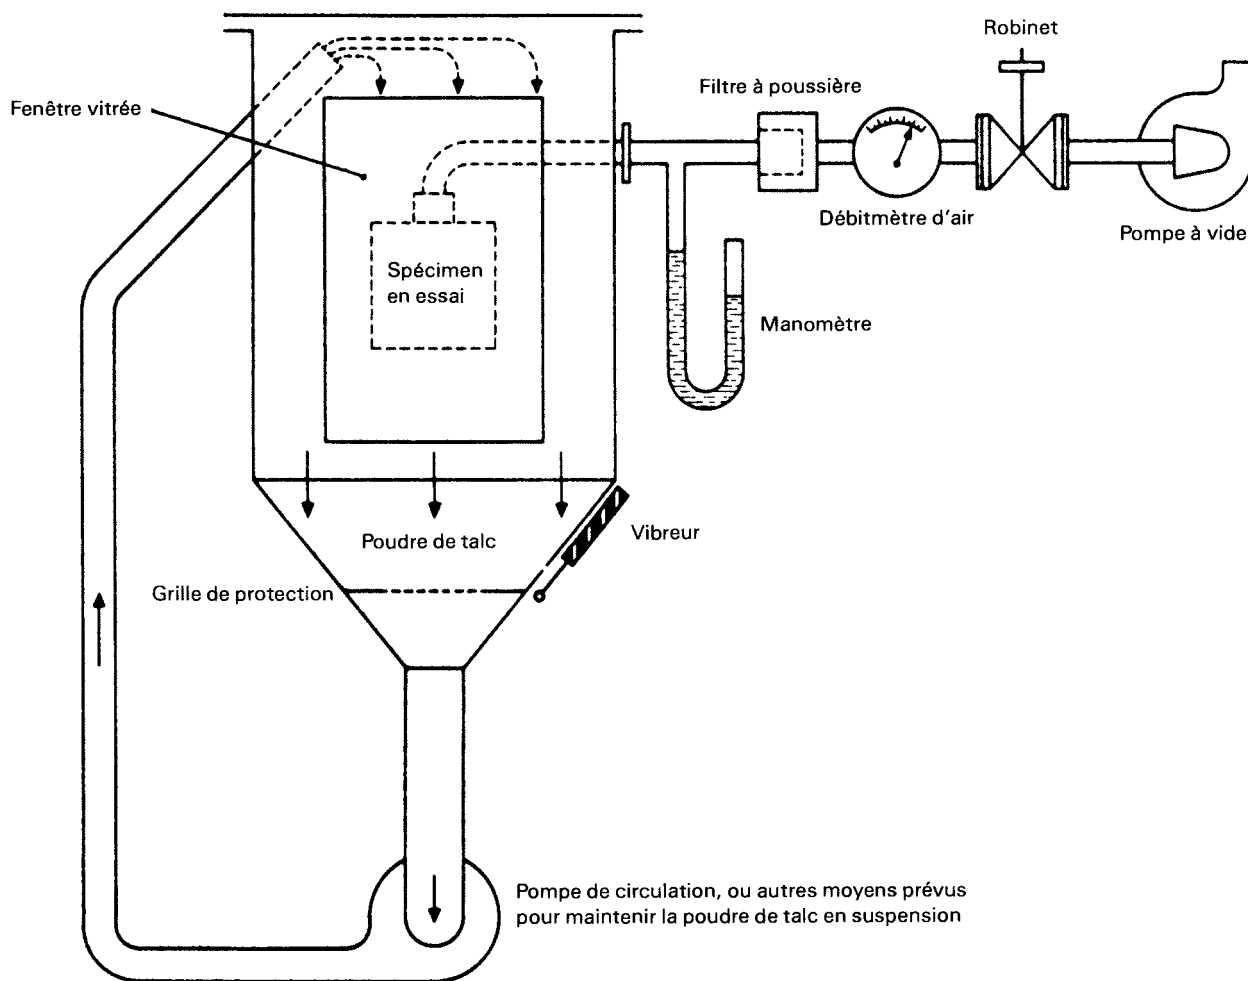 Robinet
Filtre à poussière
Fenêtre vitrée
Débitmètre d'air
Pompe à vide
Spécimen
en essai
Manomètre
Vibreur
Poudre de talc
Grille de protection
Pompe de circulation, ou autres moyens prévus
pour maintenir la poudre de talc en suspension